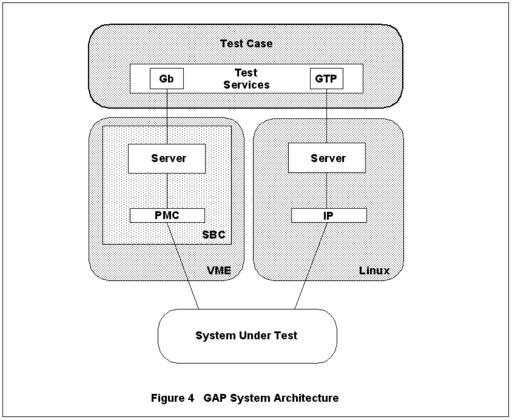 Test Case
Gb
Test
Services
GTP
Server
Server
PMC
IP
SBC
VME
Linux
System Under Test
Figure 4 GAP System Architecture